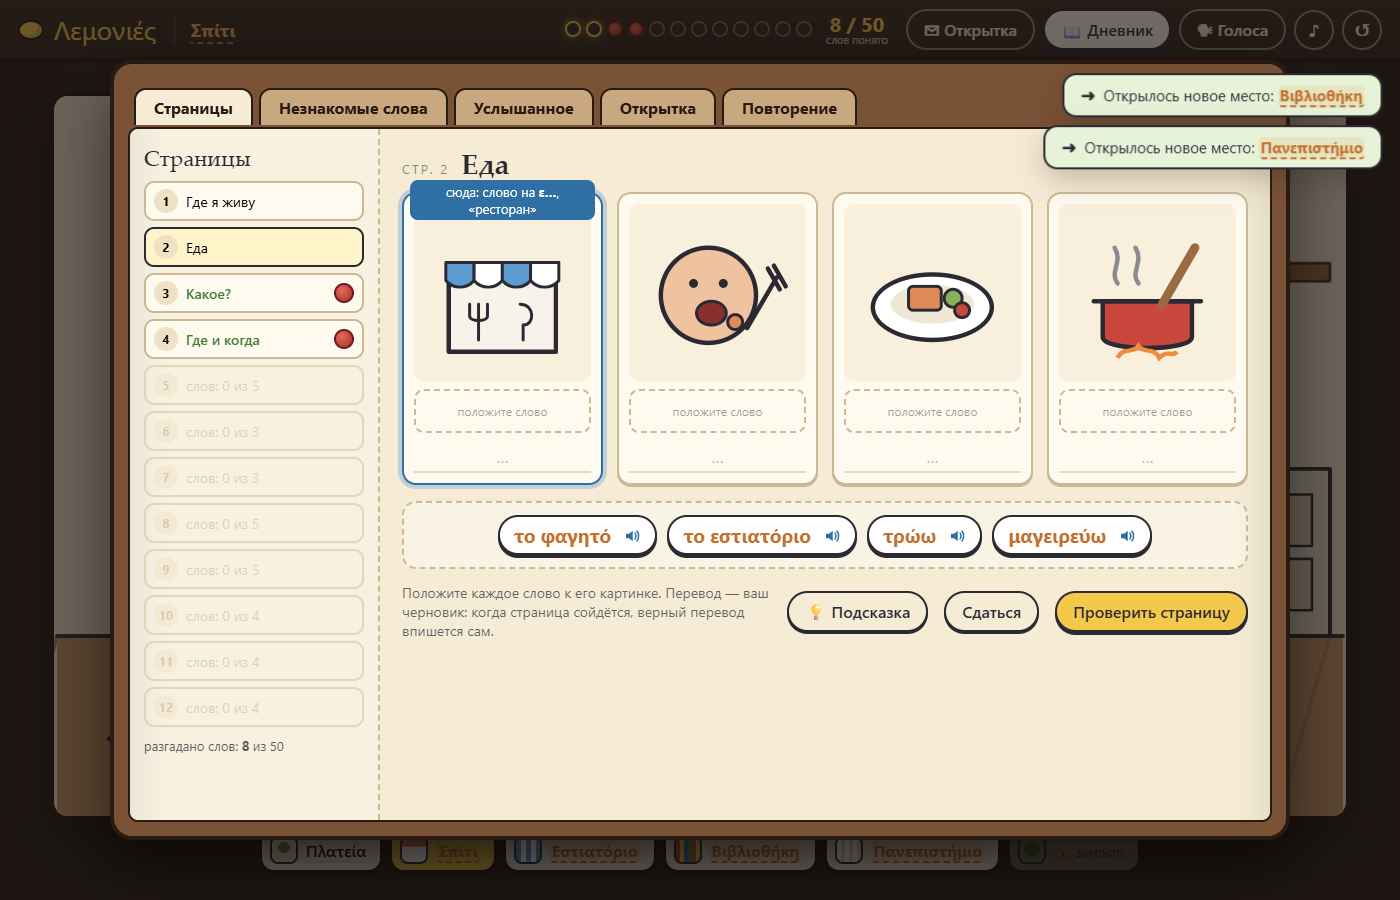 Λεμονιές
Σπίτι
8 / 50
СЛОВ ПОНЯТО
Открытка
Дневник
Голоса
Страницы
Незнакомые слова
Услышанное
Открытка
Повторение
➜ Открылось новое место: Βιβλιοθήκη
➜ Открылось новое место: Πανεπιστήμιο
Страницы
1 Где я живу
2 Еда
3 Какое?
4 Где и когда
5 слов: 0 из 5
6 слов: 0 из 3
7 слов: 0 из 3
8 слов: 0 из 5
9 слов: 0 из 5
10 слов: 0 из 4
11 слов: 0 из 4
12 слов: 0 из 4
разгадано слов: 8 из 50
СТР. 2 Еда
сюда: слово на ε…,
«ресторан»
положите слово
положите слово
положите слово
положите слово
...
...
...
...
το φαγητό
το εστιατόριο
τρώω
μαγειρεύω
Положите каждое слово к его картинке. Перевод — ваш
черновик: когда страница сойдётся, верный перевод
впишется сам.
Подсказка
Сдаться
Проверить страницу
Πλατεία
Σπίτι
Εστιατόριο
Βιβλιοθήκη
Πανεπιστήμιο
закрыто